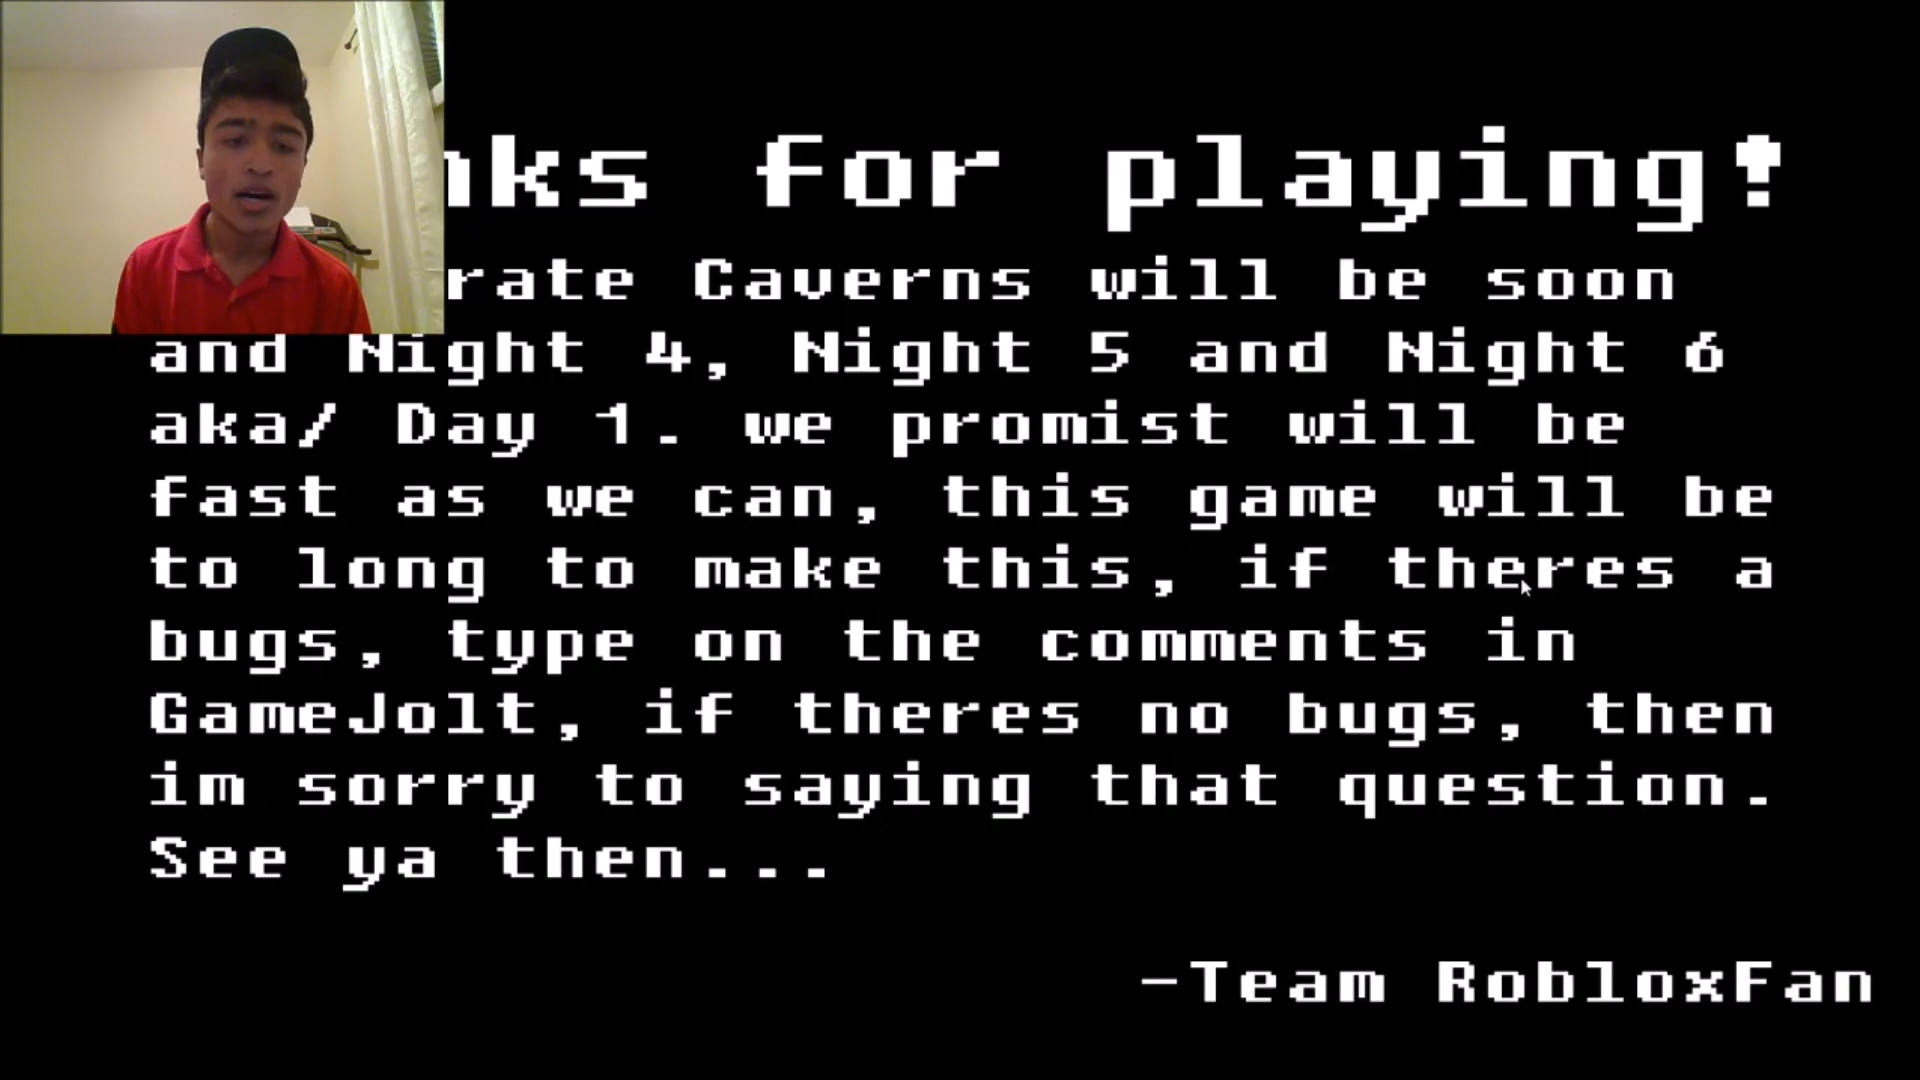 for playing!
Caverns will be soon
and Night 4, Night 5 and Night 6
aka/ Day 1. we promist will be
fast as we can, this game will be
to long to make this, if theres a
bugs, type on the comments in
GameJolt, if theres no bugs, then
im sorry to saying that question.
See ya then...
-Team RobloxFan